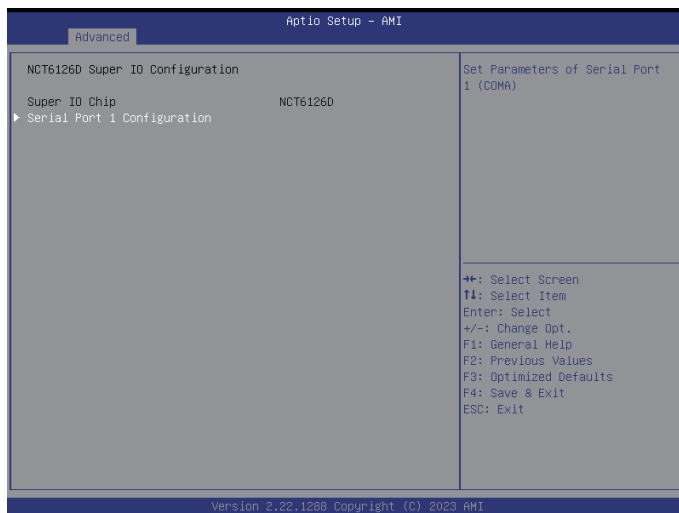 Aptio Setup – AMI
Advanced
NCT6126D Super IO Configuration
Super IO Chip NCT6126D
▶ Serial Port 1 Configuration
Set Parameters of Serial Port
1 (COMA)
→←: Select Screen
↑↓: Select Item
Enter: Select
+/-: Change Opt.
F1: General Help
F2: Previous Values
F3: Optimized Defaults
F4: Save & Exit
ESC: Exit
Version 2.22.1288 Copyright (C) 2023 AMI